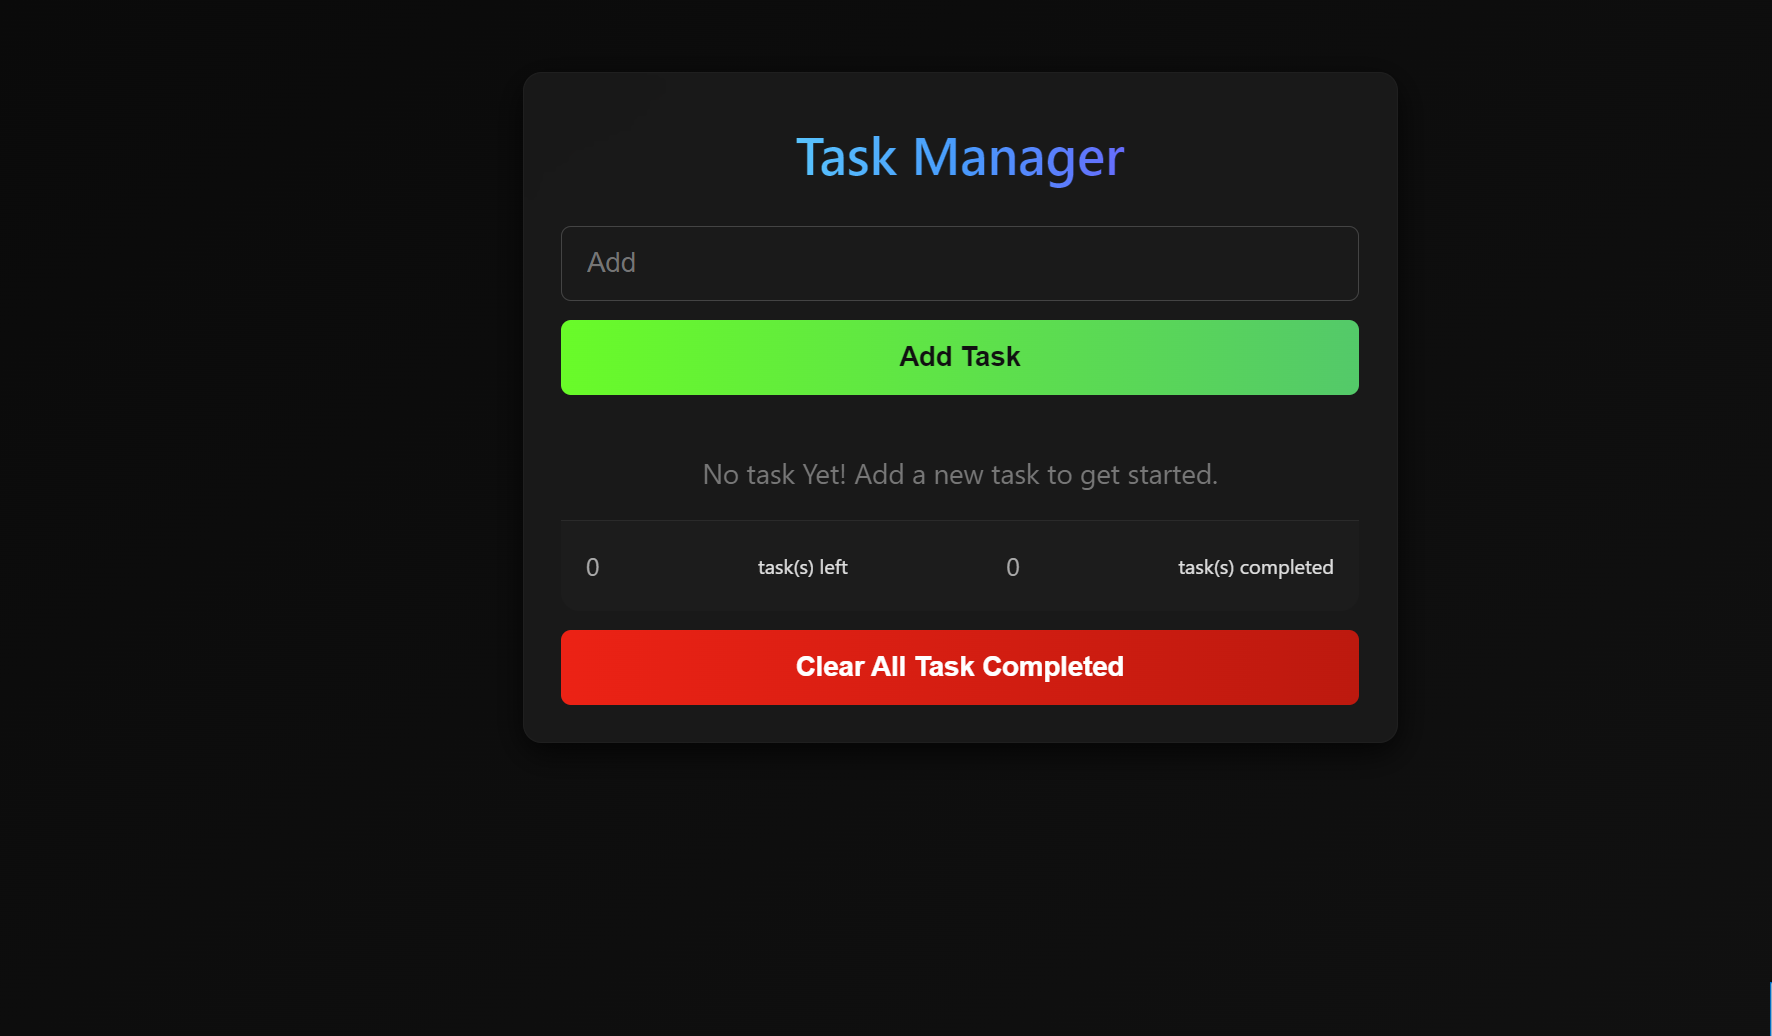 Task Manager
Add
Add Task
No task Yet! Add a new task to get started.
0 task(s) left 0 task(s) completed
Clear All Task Completed